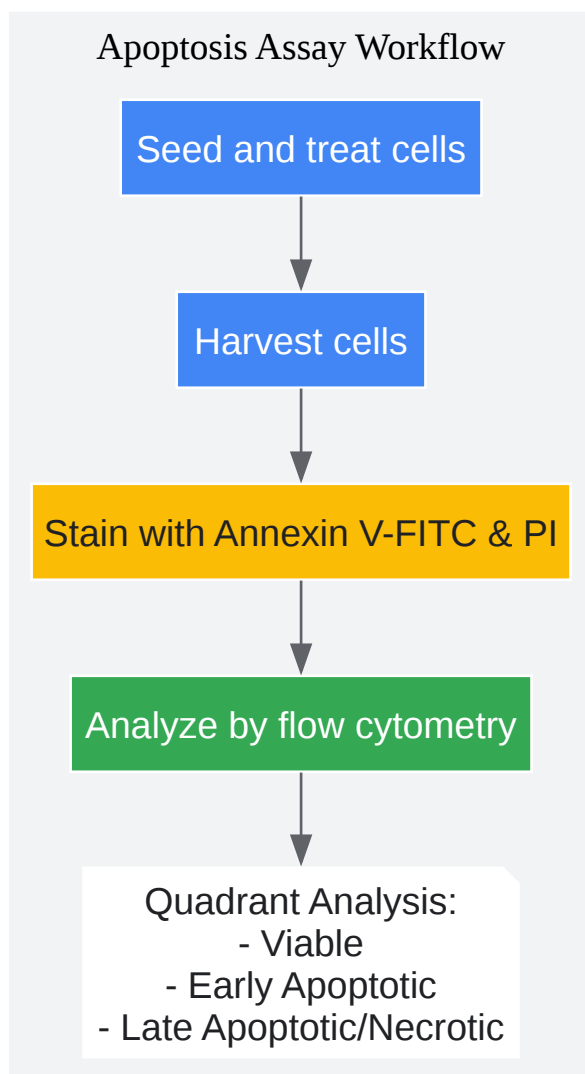 Apoptosis Assay Workflow
Seed and treat cells
Harvest cells
Stain with Annexin V-FITC & PI
Analyze by flow cytometry
Quadrant Analysis:
- Viable
- Early Apoptotic
- Late Apoptotic/Necrotic